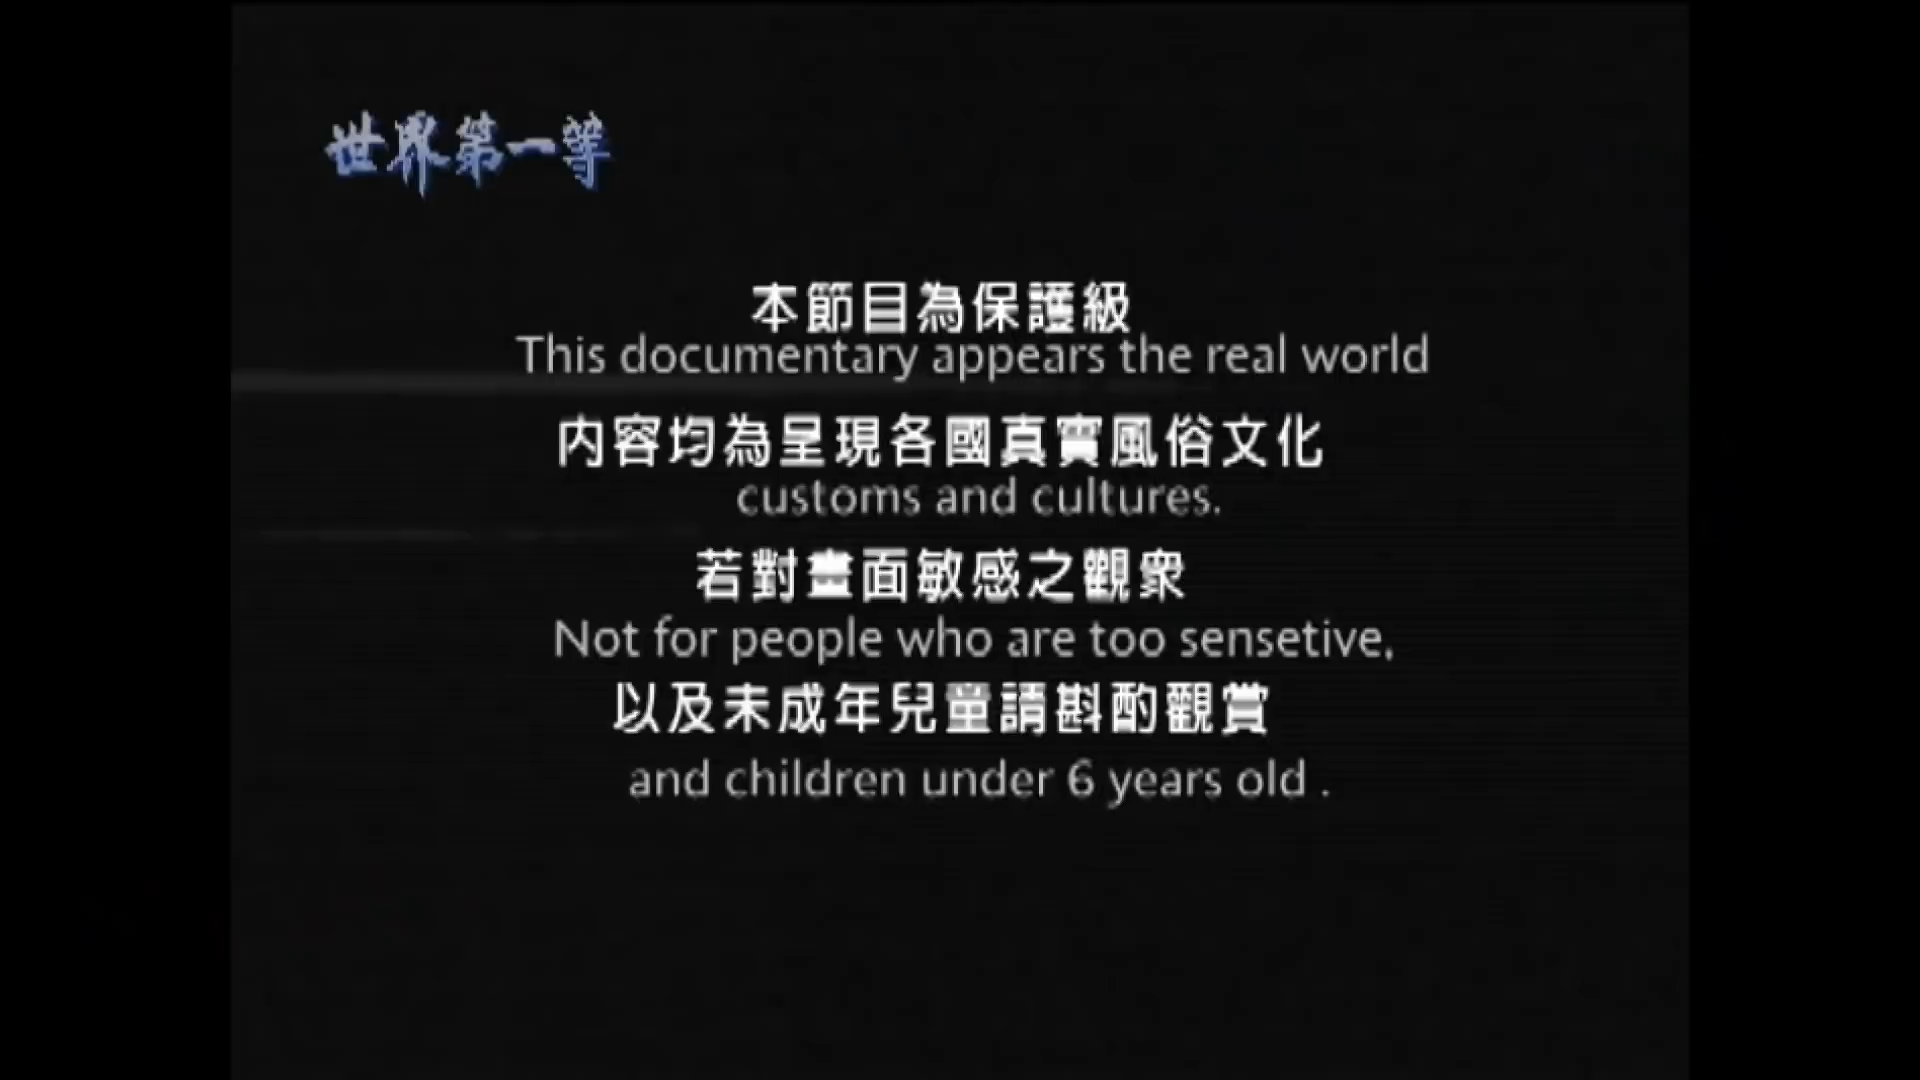 世界第一等
本節目為保護級
This documentary appears the real world
內容均為呈現各國真實風俗文化
customs and cultures.
若對畫面敏感之觀眾
Not for people who are too sensetive,
以及未成年兒童請斟酌觀賞
and children under 6 years old .